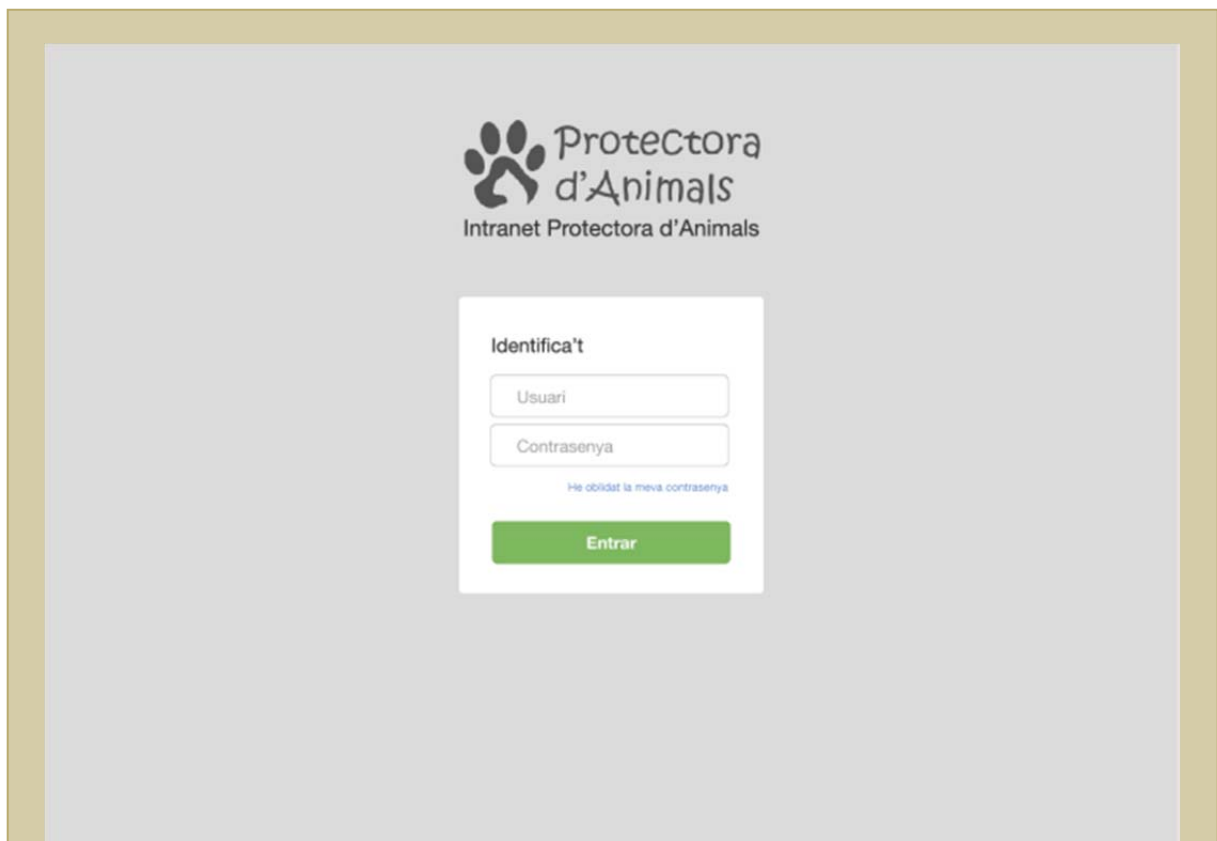 Protectora
d'Animals
Intranet Protectora d'Animals
Identifica't
Usuari
Contrasenya
He oblidat la meva contrasenya
Entrar